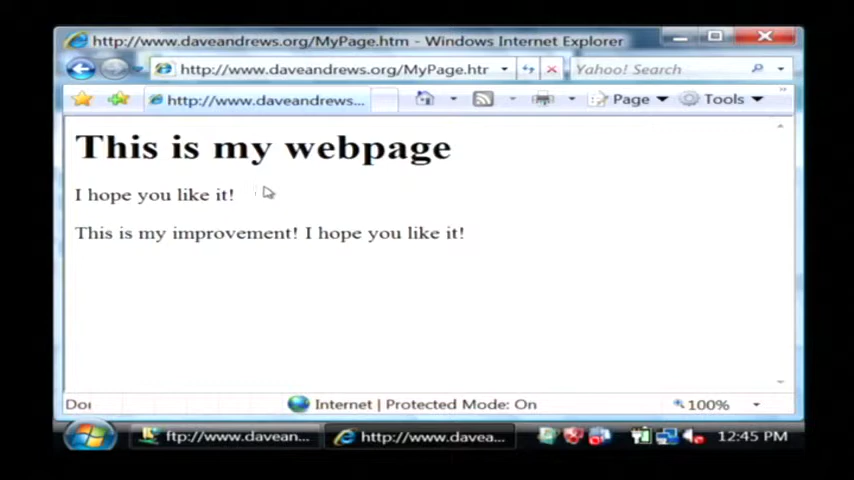 http://www.daveandrews.org/MyPage.htm - Windows Internet Explorer
http://www.daveandrews.org/MyPage.htr
Yahoo! Search
http://www.daveandrews...
Page
Tools
This is my webpage
I hope you like it!
This is my improvement! I hope you like it!
Internet | Protected Mode: On
100%
ftp://www.davean...
http://www.davea...
12:45 PM